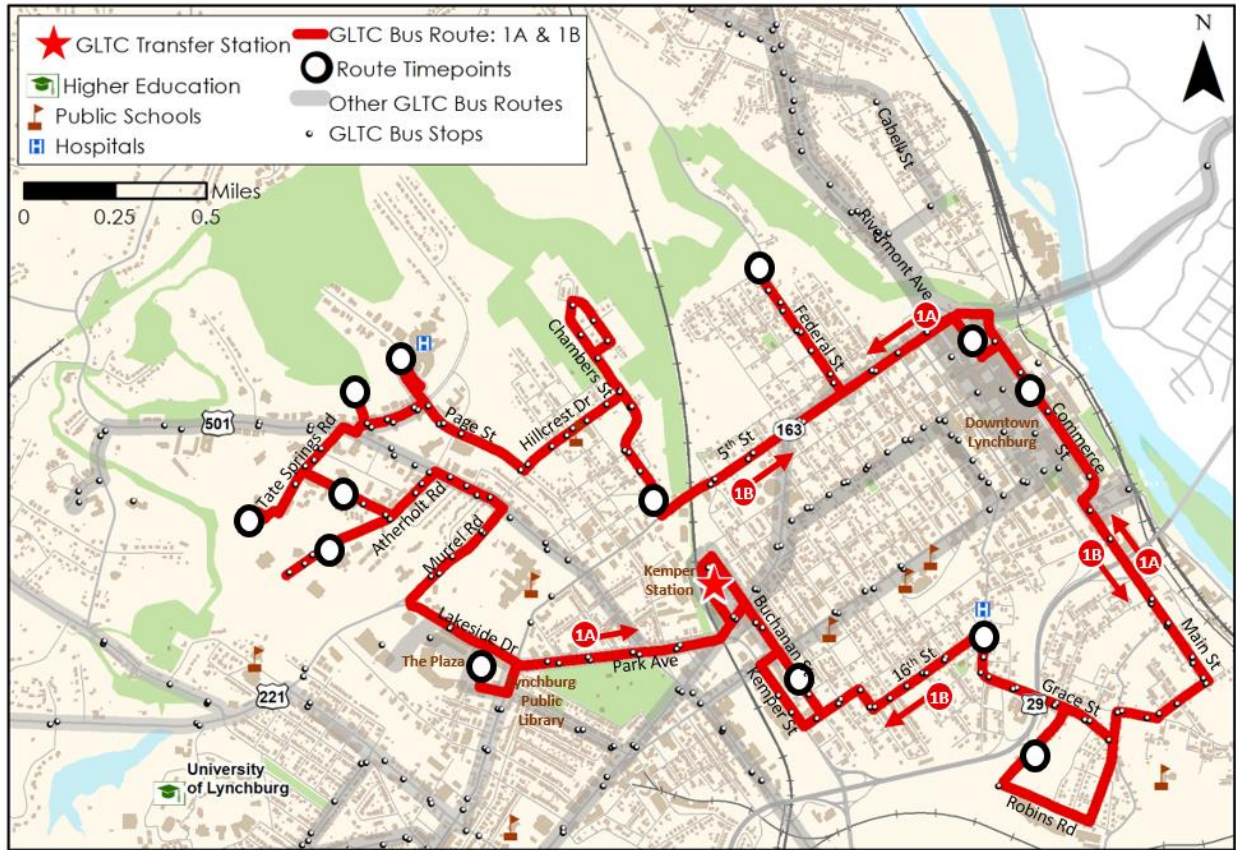 GLTC Transfer Station
Higher Education
Public Schools
Hospitals
GLTC Bus Route: 1A & 1B
Route Timepoints
Other GLTC Bus Routes
GLTC Bus Stops
Miles
0 0.25 0.5
N
Cabell St
Rivermont Ave
1A
Federal St
Chambers St
H
501
Page St
Hillcrest Dr
163
5th St
Downtown
Lynchburg
Commerce
St
Tate Springs Rd
1B
Atherholt Rd
Murrel Rd
Kemper
Station
1B
1A
Buchanan St
H
1A
Lakeside Dr
Park Ave
The Plaza
Main St
16th St
Kemper St
1B
Grace St
29
221
Lynchburg
Public
Library
University
of Lynchburg
Robins Rd